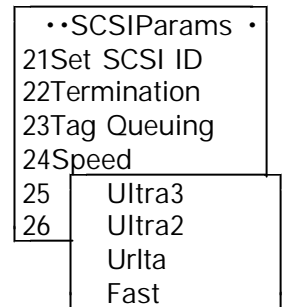 ••SCSIParams •
21Set SCSI ID
22Termination
23Tag Queuing
24Speed
25 Ultra3
26 Ultra2
Urlta
Fast